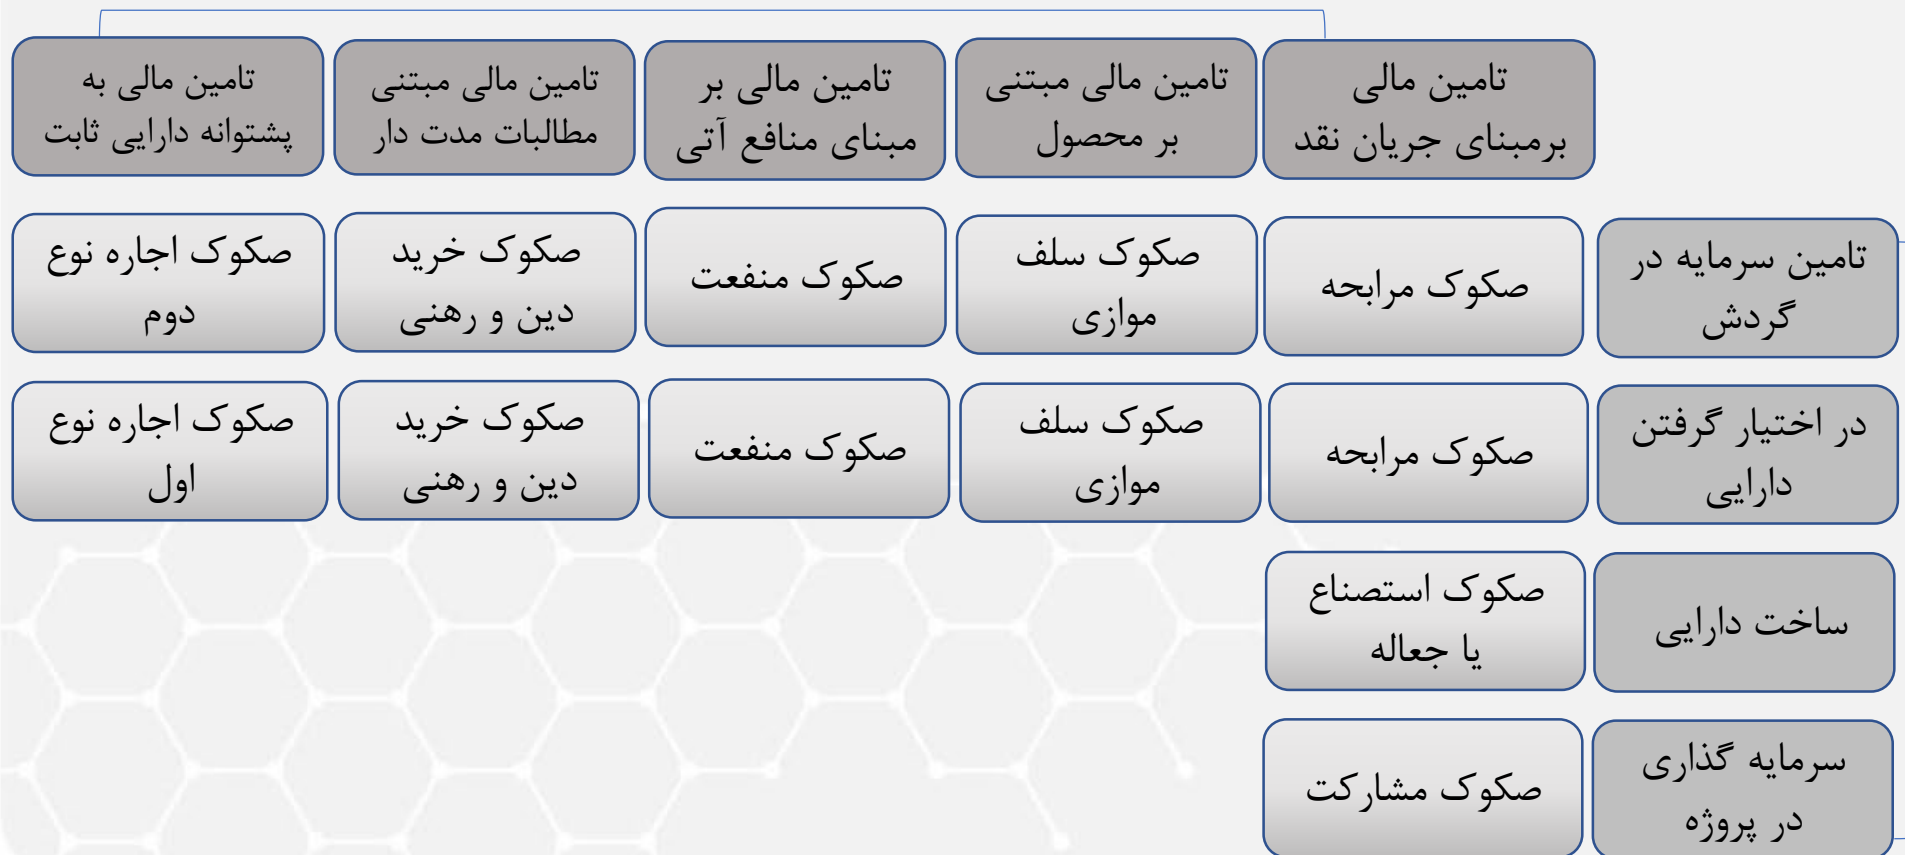 تامین مالی
برمبنای جریان نقد
تامین مالی مبتنی
بر محصول
تامین مالی بر
مبنای منافع آتی
تامین مالی مبتنی
مطالبات مدت دار
تامین مالی به
پشتوانه دارایی ثابت
تامین سرمایه در
گردش
صکوک مرابحه
صکوک سلف
موازی
صکوک منفعت
صکوک خرید
دین و رهنی
صکوک اجاره نوع
دوم
در اختیار گرفتن
دارایی
صکوک مرابحه
صکوک سلف
موازی
صکوک منفعت
صکوک خرید
دین و رهنی
صکوک اجاره نوع
اول
ساخت دارایی
صکوک استصناع
یا جعاله
سرمایه گذاری
در پروژه
صکوک مشارکت